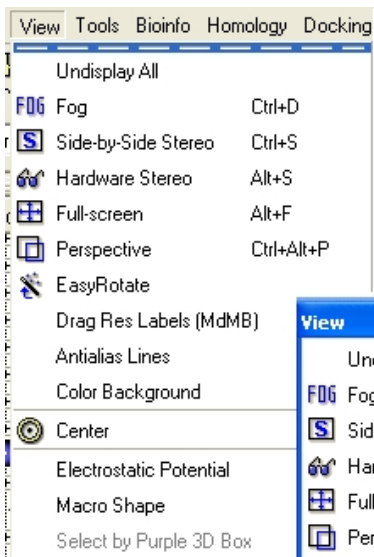 View Tools Bioinfo Homology Docking
Undisplay All
FOG Fog Ctrl+D
S Side-by-Side Stereo Ctrl+S
Hardware Stereo Alt+S
Full-screen Alt+F
Perspective Ctrl+Alt+P
EasyRotate
Drag Res Labels (MdMB)
Antialias Lines
Color Background
Center
Electrostatic Potential
Macro Shape
Select by Purple 3D Box
View
FOG
S